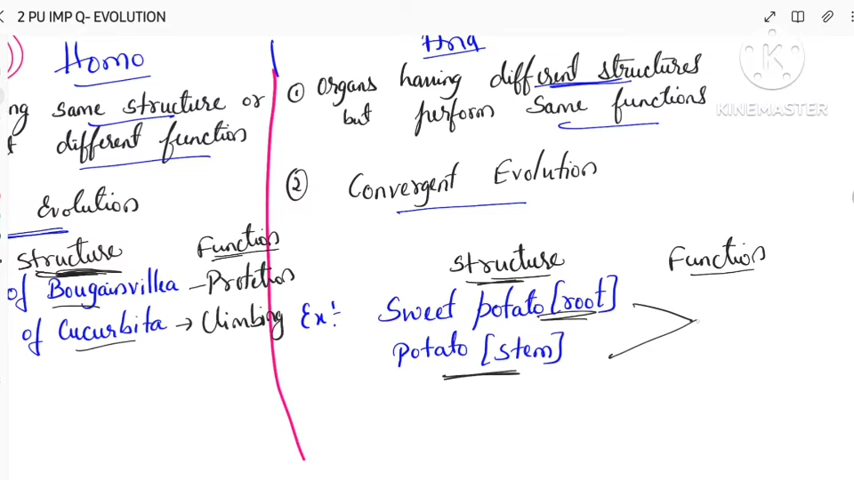 2 PU IMP Q- EVOLUTION
KINEMASTER
Homo
same structure or
different function
Evolution
Structure Function
of Bougainvillea – Protetion
of Cucurbita → Climbing
① Organs having different structures
but perform same functions
② Convergent Evolution
Structure Function
Ex:- Sweet potato [root]
potato [stem]